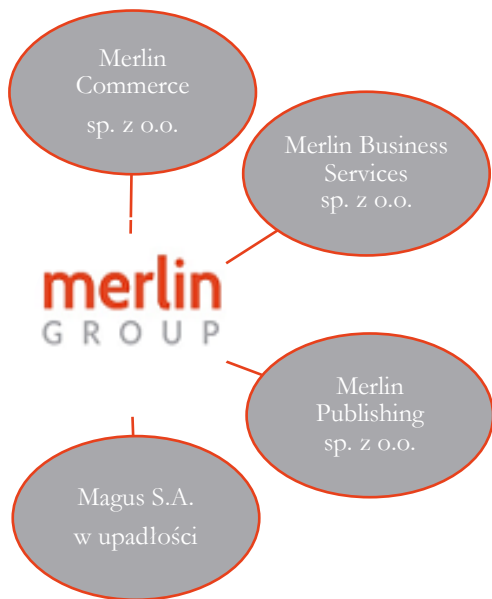 Merlin
Commerce
sp. z o.o.
Merlin Business
Services
sp. z o.o.
merlin
GROUP
Merlin
Publishing
sp. z o.o.
Magus S.A.
w upadłości